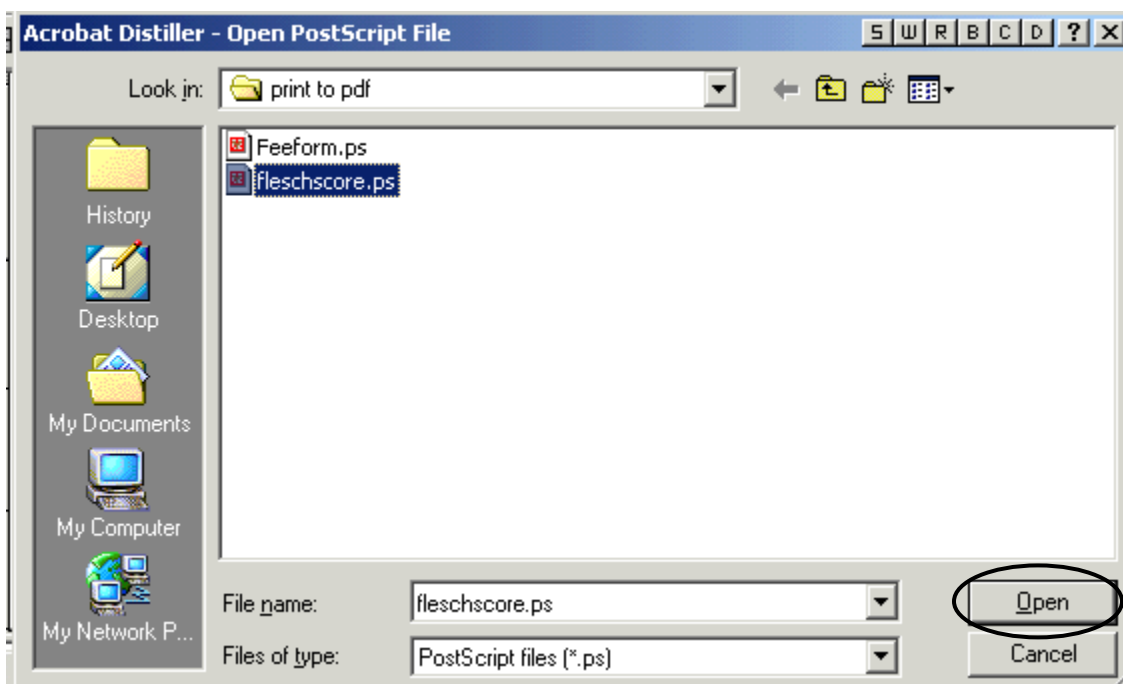 Acrobat Distiller - Open PostScript File S W R B C D ? X
Look in: print to pdf
Feeform.ps
fleschscore.ps
History
Desktop
My Documents
My Computer
My Network P...
File name: fleschscore.ps Open
Files of type: PostScript files (*.ps) Cancel